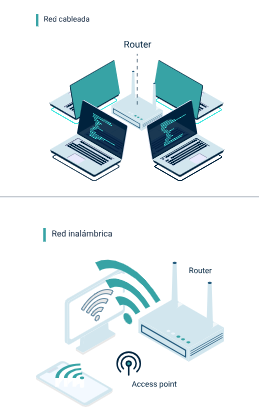 Red cableada
Router
Red inalámbrica
Router
Access point